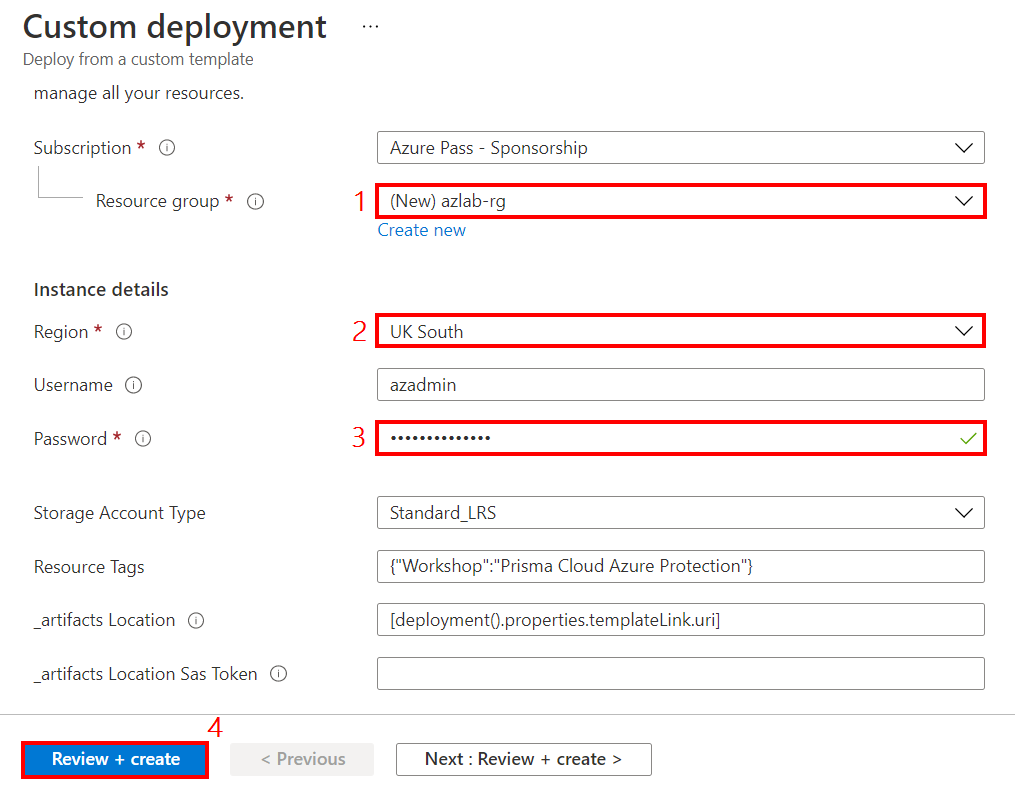 Custom deployment ...
Deploy from a custom template
manage all your resources.
Subscription * Azure Pass - Sponsorship
Resource group * 1 (New) azlab-rg
Create new
Instance details
Region * 2 UK South
Username azadmin
Password * 3 ••••••••••••••
Storage Account Type Standard_LRS
Resource Tags {"Workshop":"Prisma Cloud Azure Protection"}
_artifacts Location [deployment().properties.templateLink.uri]
_artifacts Location Sas Token
4
Review + create < Previous Next : Review + create >